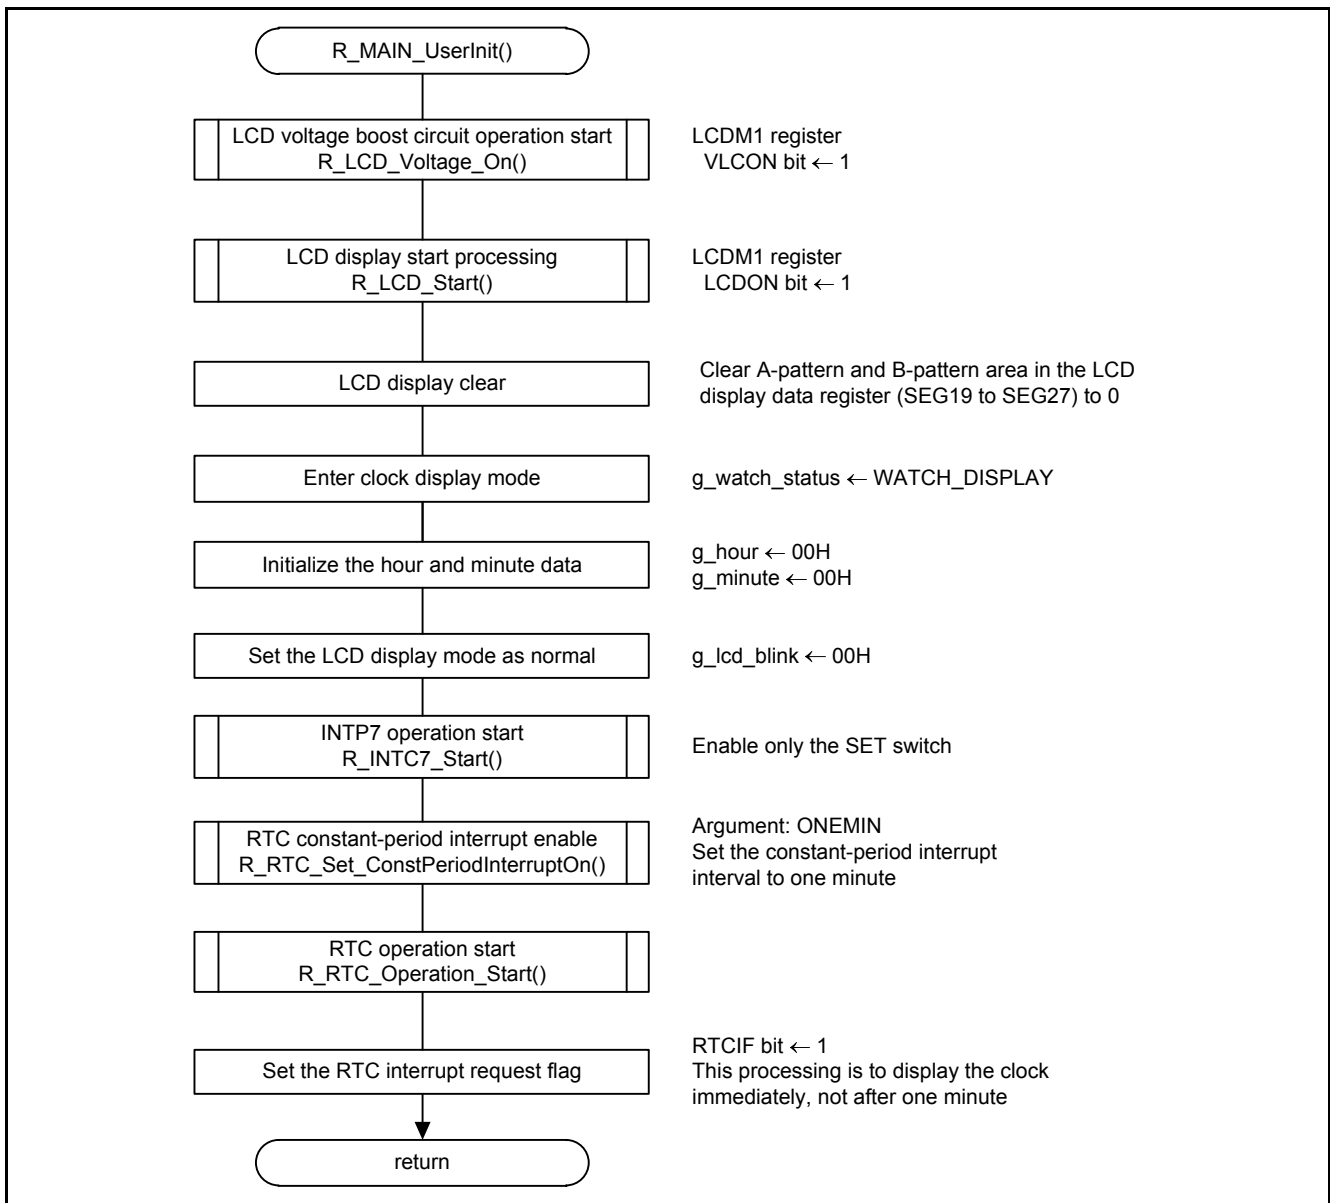 R_MAIN_UserInit()
LCD voltage boost circuit operation start
R_LCD_Voltage_On()
LCDM1 register
VLCON bit ← 1
LCD display start processing
R_LCD_Start()
LCDM1 register
LCDON bit ← 1
LCD display clear
Clear A-pattern and B-pattern area in the LCD
display data register (SEG19 to SEG27) to 0
Enter clock display mode
g_watch_status ← WATCH_DISPLAY
Initialize the hour and minute data
g_hour ← 00H
g_minute ← 00H
Set the LCD display mode as normal
g_lcd_blink ← 00H
INTP7 operation start
R_INTC7_Start()
Enable only the SET switch
RTC constant-period interrupt enable
R_RTC_Set_ConstPeriodInterruptOn()
Argument: ONEMIN
Set the constant-period interrupt
interval to one minute
RTC operation start
R_RTC_Operation_Start()
Set the RTC interrupt request flag
RTCIF bit ← 1
This processing is to display the clock
immediately, not after one minute
return